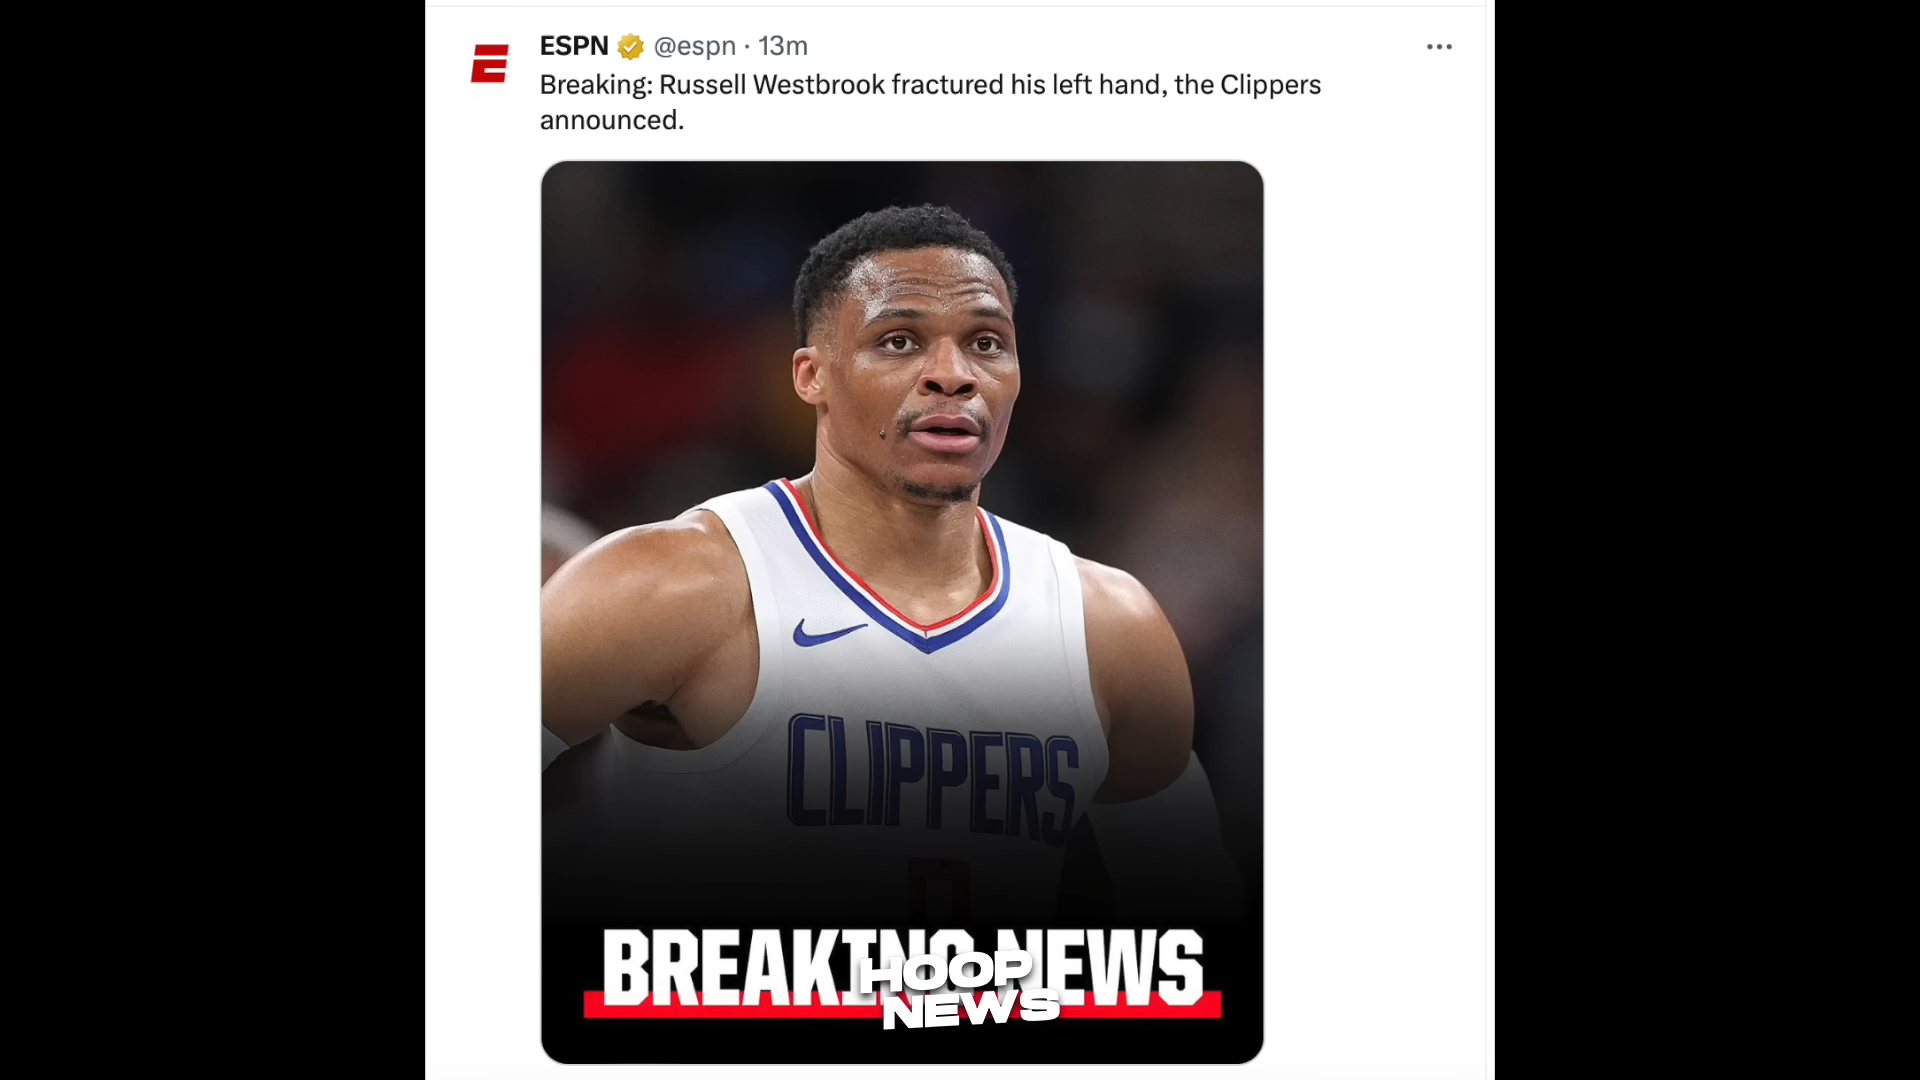 ESPN @espn · 13m
Breaking: Russell Westbrook fractured his left hand, the Clippers
announced.
CLIPPERS
BREAKING NEWS
HOOP
NEWS